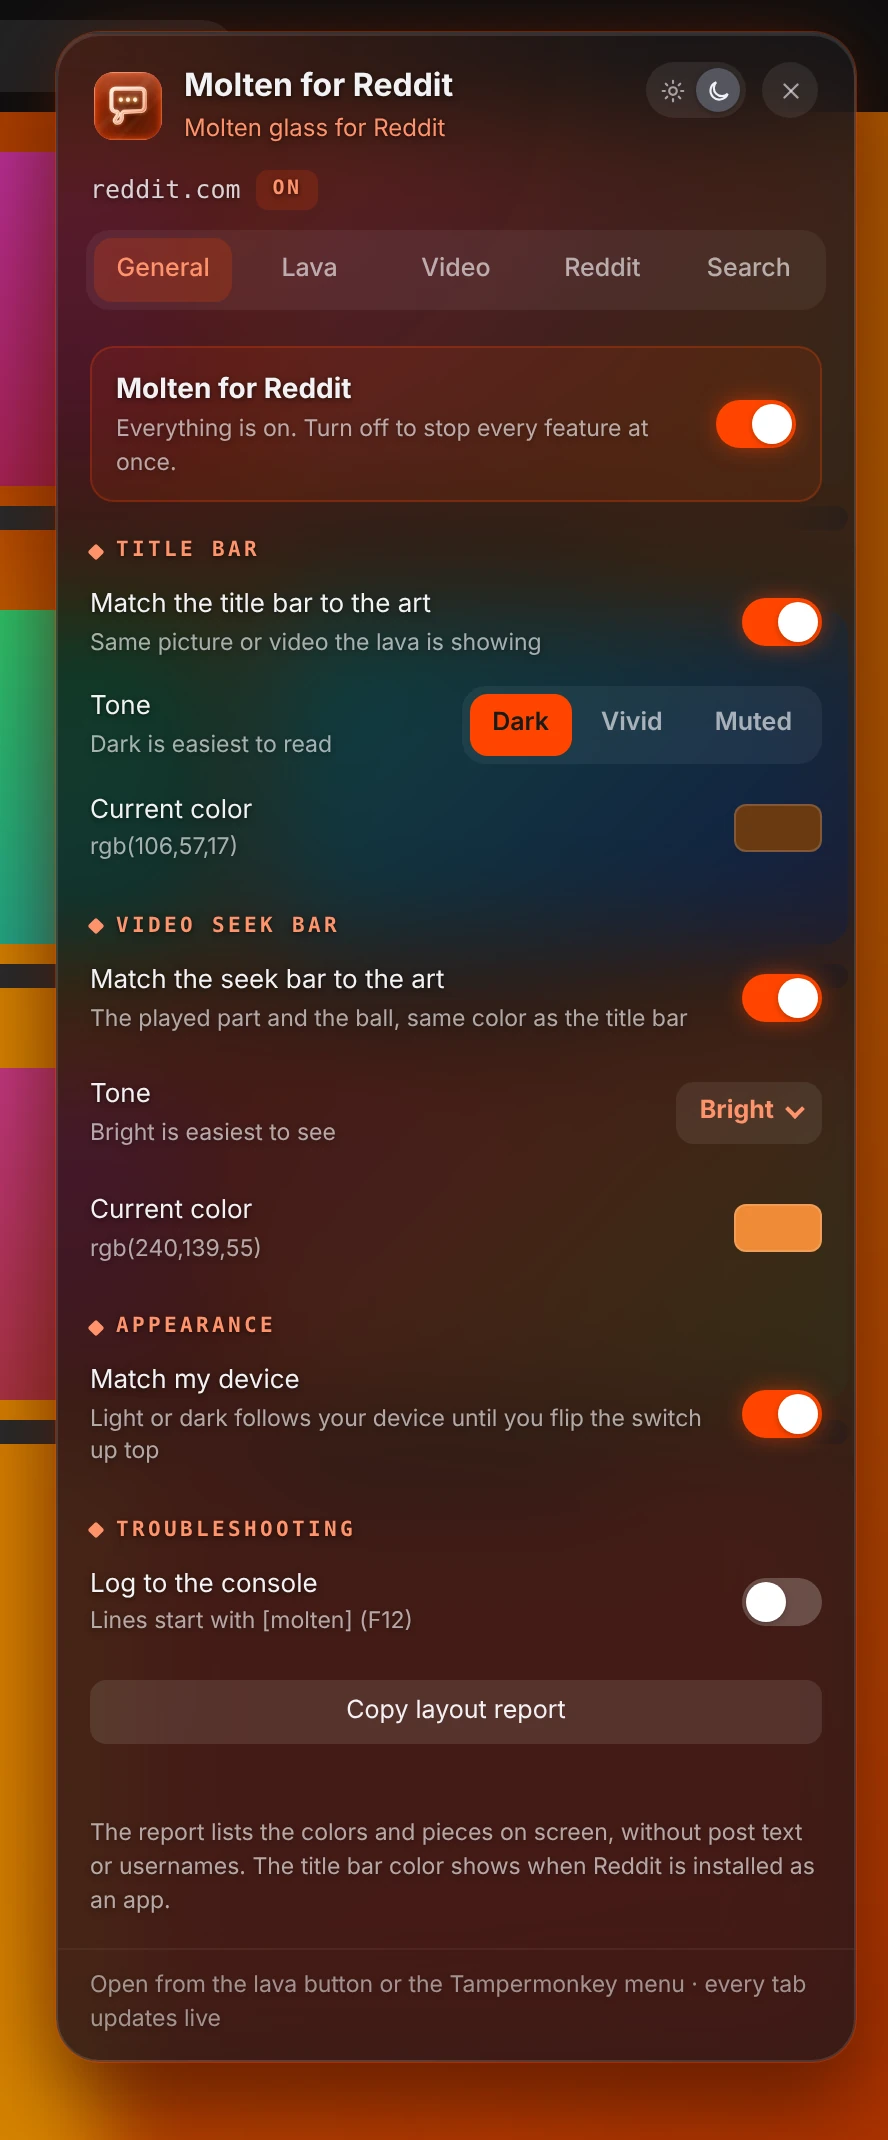 Molten for Reddit
Molten glass for Reddit
reddit.com ON
General Lava Video Reddit Search
Molten for Reddit
Everything is on. Turn off to stop every feature at
once.
TITLE BAR
Match the title bar to the art
Same picture or video the lava is showing
Tone
Dark is easiest to read
Dark Vivid Muted
Current color
rgb(106,57,17)
VIDEO SEEK BAR
Match the seek bar to the art
The played part and the ball, same color as the title bar
Tone
Bright is easiest to see
Bright
Current color
rgb(240,139,55)
APPEARANCE
Match my device
Light or dark follows your device until you flip the switch
up top
TROUBLESHOOTING
Log to the console
Lines start with [molten] (F12)
Copy layout report
The report lists the colors and pieces on screen, without post text
or usernames. The title bar color shows when Reddit is installed as
an app.
Open from the lava button or the Tampermonkey menu · every tab
updates live